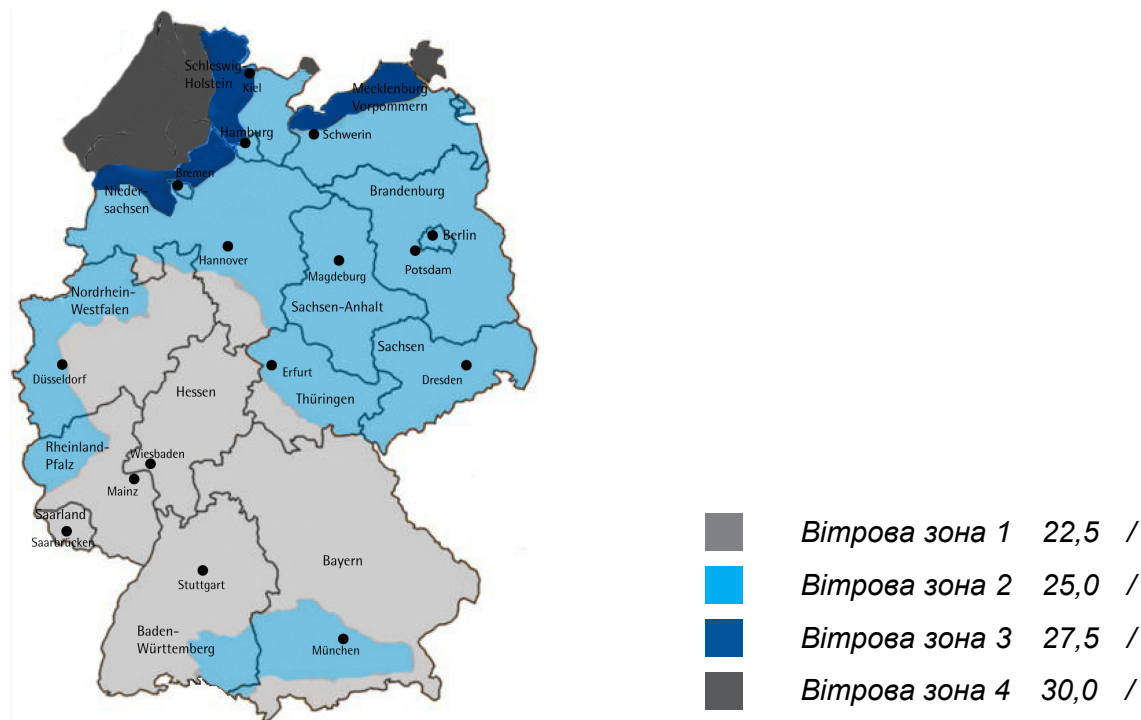 Schleswig-
Holstein
Kiel
Mecklenburg
Vorpommern
Hamburg
Schwerin
Bremen
Nieder-
sachsen
Brandenburg
Berlin
Hannover
Potsdam
Magdeburg
Nordrhein-
Westfalen
Sachsen-Anhalt
Sachsen
Düsseldorf
Erfurt
Dresden
Hessen
Thüringen
Rheinland-
Pfalz
Wiesbaden
Mainz
Saarland
Saarbrücken
Bayern
Stuttgart
Baden-
Württemberg
München
Вітрова зона 1 22,5 /
Вітрова зона 2 25,0 /
Вітрова зона 3 27,5 /
Вітрова зона 4 30,0 /